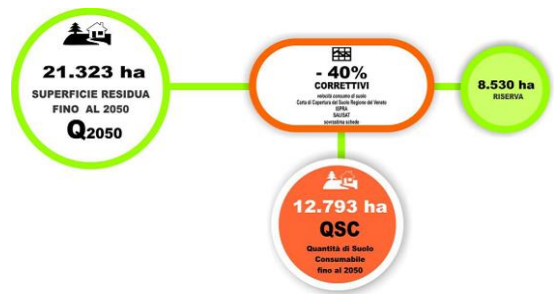 21.323 ha
SUPERFICIE RESIDUA
FINO AL 2050
Q2050
- 40%
CORRETTIVI
velocità consumo di suolo
Carta di Copertura del Suolo Regione del Veneto
ISPRA
SAU/SAT
sovrastima schede
8.530 ha
RISERVA
12.793 ha
QSC
Quantità di Suolo
Consumabile
fino al 2050